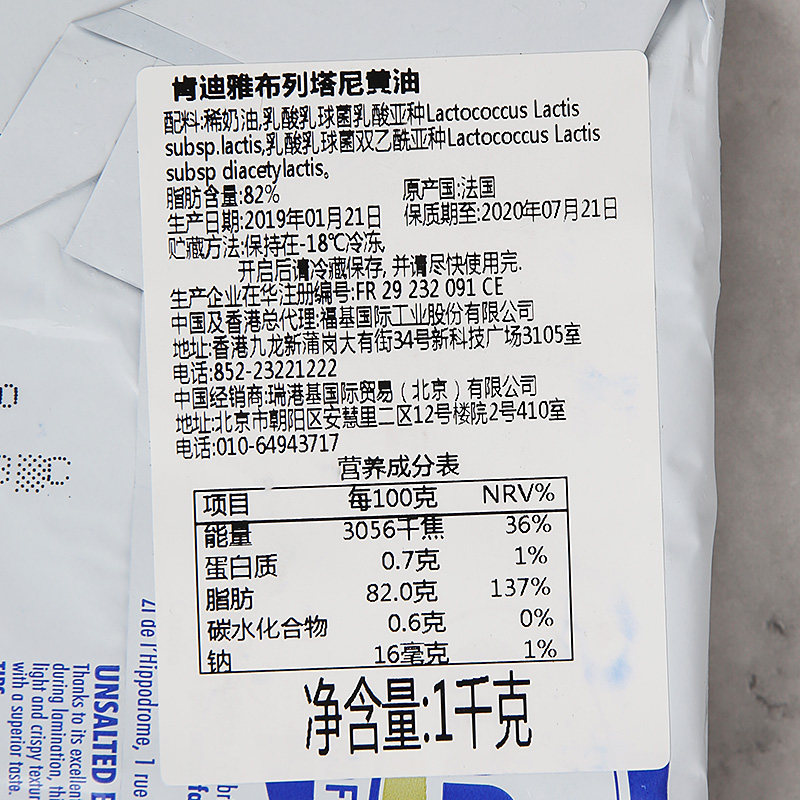 肯迪雅布列塔尼黄油
配料:稀奶油,乳酸乳球菌乳酸亚种Lactococcus Lactis
subsp.lactis,乳酸乳球菌双乙酰亚种Lactococcus Lactis
subsp diacetylactis。
脂肪含量:82% 原产国:法国
生产日期:2019年01月21日 保质期至:2020年07月21日
贮藏方法:保持在-18℃冷冻,
开启后请冷藏保存, 并请尽快使用完.
生产企业在华注册编号:FR 29 232 091 CE
中国及香港总代理:福基国际工业股份有限公司
地址:香港九龙新蒲岗大有街34号新科技广场3105室
电话:852-23221222
中国经销商:瑞港基国际贸易（北京）有限公司
地址:北京市朝阳区安慧里二区12号楼院2号410室
电话:010-64943717
营养成分表
项目 每100克 NRV%
能量 3056千焦 36%
蛋白质 0.7克 1%
脂肪 82.0克 137%
碳水化合物 0.6克 0%
钠 16毫克 1%
净含量:1千克
ZI de l'Hippodrome, 1 rue
UNSALTED
Thanks to its excellent
during lamination,
light and crispy
with a superior taste.